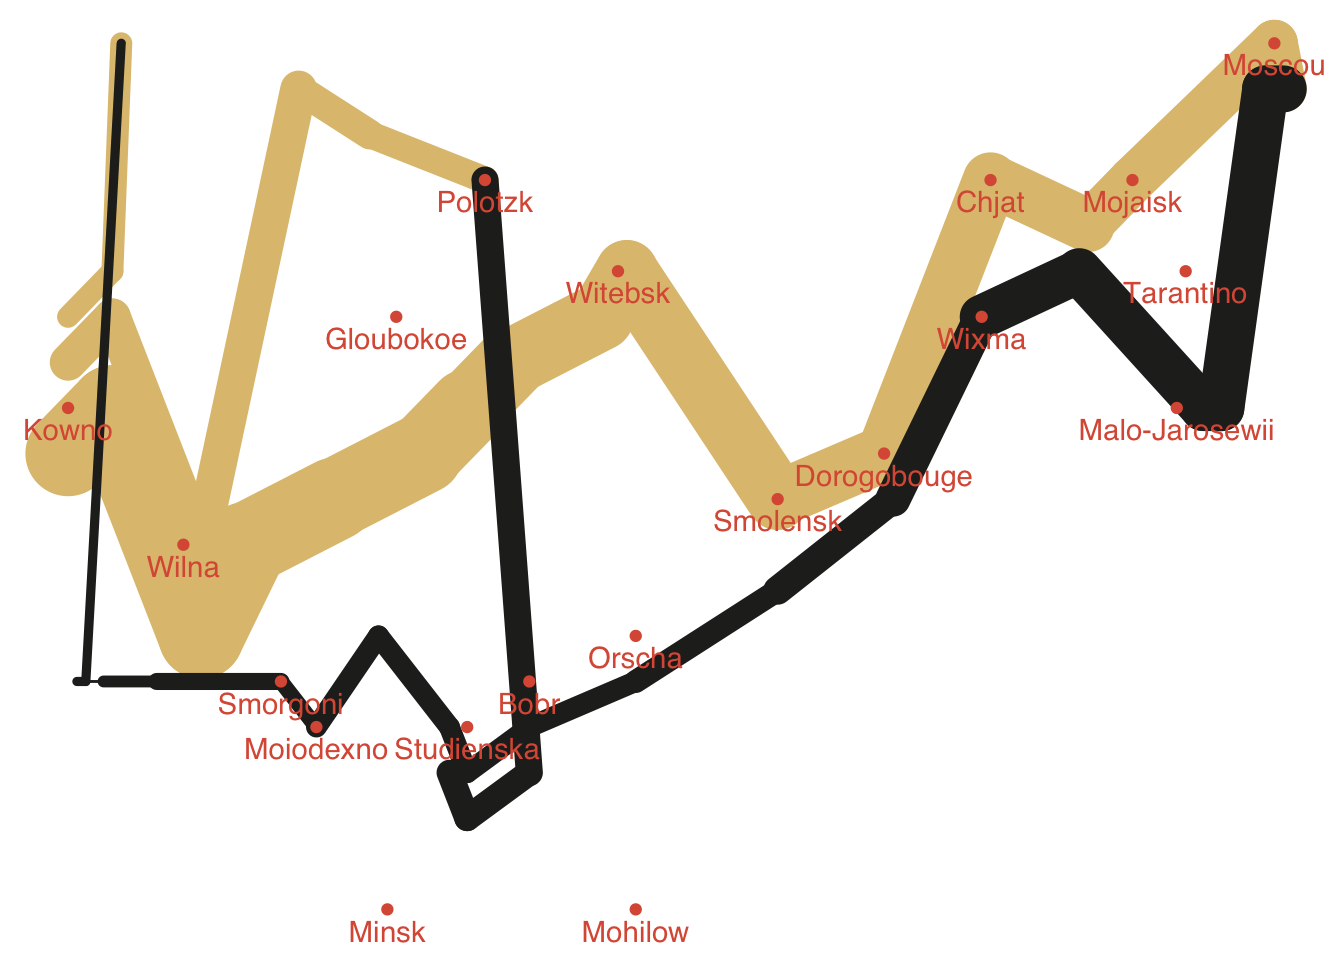 Moscou
Polotzk
Chjat
Mojaisk
Witebsk
Tarantino
Gloubokoe
Wixma
Kowno
Malo-Jarosewii
Dorogobouge
Smolensk
Wilna
Orscha
Smorgoni
Bobr
Moiodexno
Studienska
Minsk
Mohilow